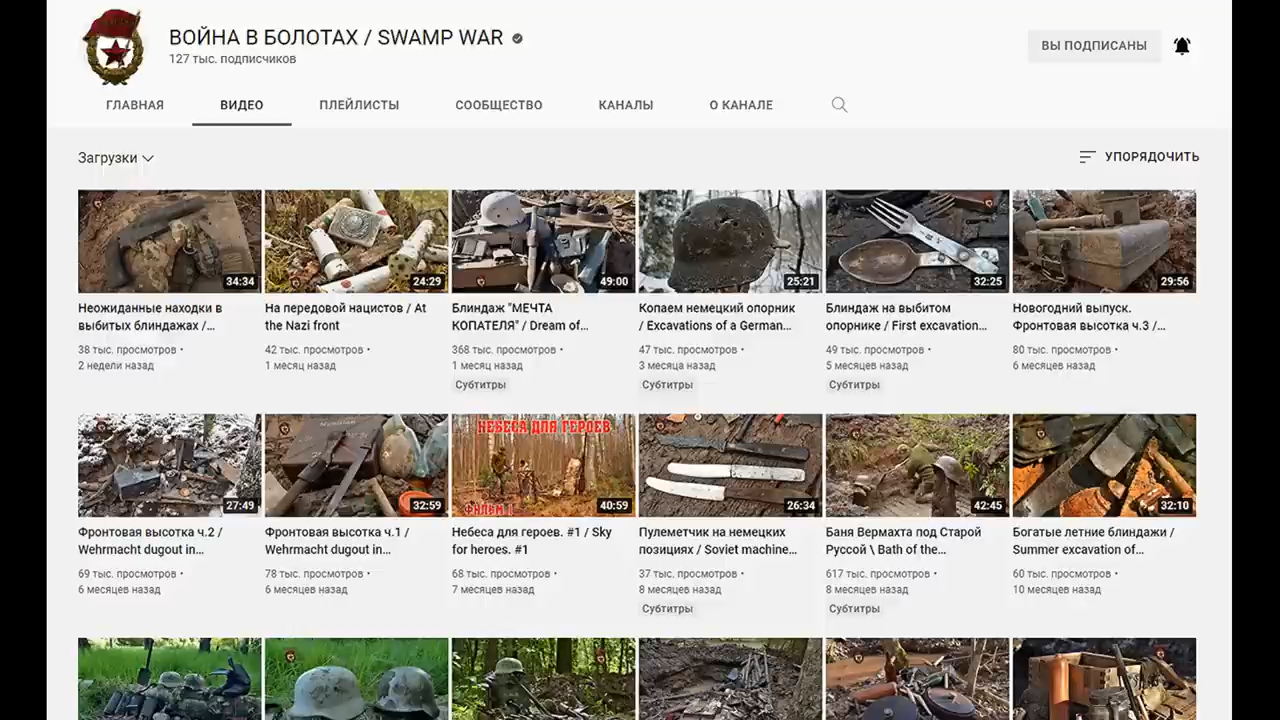 ВОЙНА В БОЛОТАХ / SWAMP WAR
127 тыс. подписчиков
ВЫ ПОДПИСАНЫ
ГЛАВНАЯ ВИДЕО ПЛЕЙЛИСТЫ СООБЩЕСТВО КАНАЛЫ О КАНАЛЕ
Загрузки
УПОРЯДОЧИТЬ
34:34 24:29 49:00 25:21 32:25 29:56
Неожиданные находки в
выбитых блиндажах /...
38 тыс. просмотров •
2 недели назад
На передовой нацистов / At
the Nazi front
42 тыс. просмотров •
1 месяц назад
Блиндаж "МЕЧТА
КОПАТЕЛЯ" / Dream of...
368 тыс. просмотров •
1 месяц назад
Субтитры
Копаем немецкий опорник
/ Excavations of a German...
47 тыс. просмотров •
3 месяца назад
Субтитры
Блиндаж на выбитом
опорнике / First excavation...
49 тыс. просмотров •
5 месяцев назад
Субтитры
Новогодний выпуск.
Фронтовая высотка ч.3 /...
80 тыс. просмотров •
6 месяцев назад
НЕБЕСА ДЛЯ ГЕРОЕВ
ФИЛЬМ 1
27:49 32:59 40:59 26:34 42:45 32:10
Фронтовая высотка ч.2 /
Wehrmacht dugout in...
69 тыс. просмотров •
6 месяцев назад
Фронтовая высотка ч.1 /
Wehrmacht dugout in...
78 тыс. просмотров •
6 месяцев назад
Небеса для героев. #1 / Sky
for heroes. #1
68 тыс. просмотров •
7 месяцев назад
Пулеметчик на немецких
позициях / Soviet machine...
37 тыс. просмотров •
8 месяцев назад
Субтитры
Баня Вермахта под Старой
Руссой \ Bath of the...
617 тыс. просмотров •
8 месяцев назад
Субтитры
Богатые летние блиндажи /
Summer excavation of...
60 тыс. просмотров •
10 месяцев назад